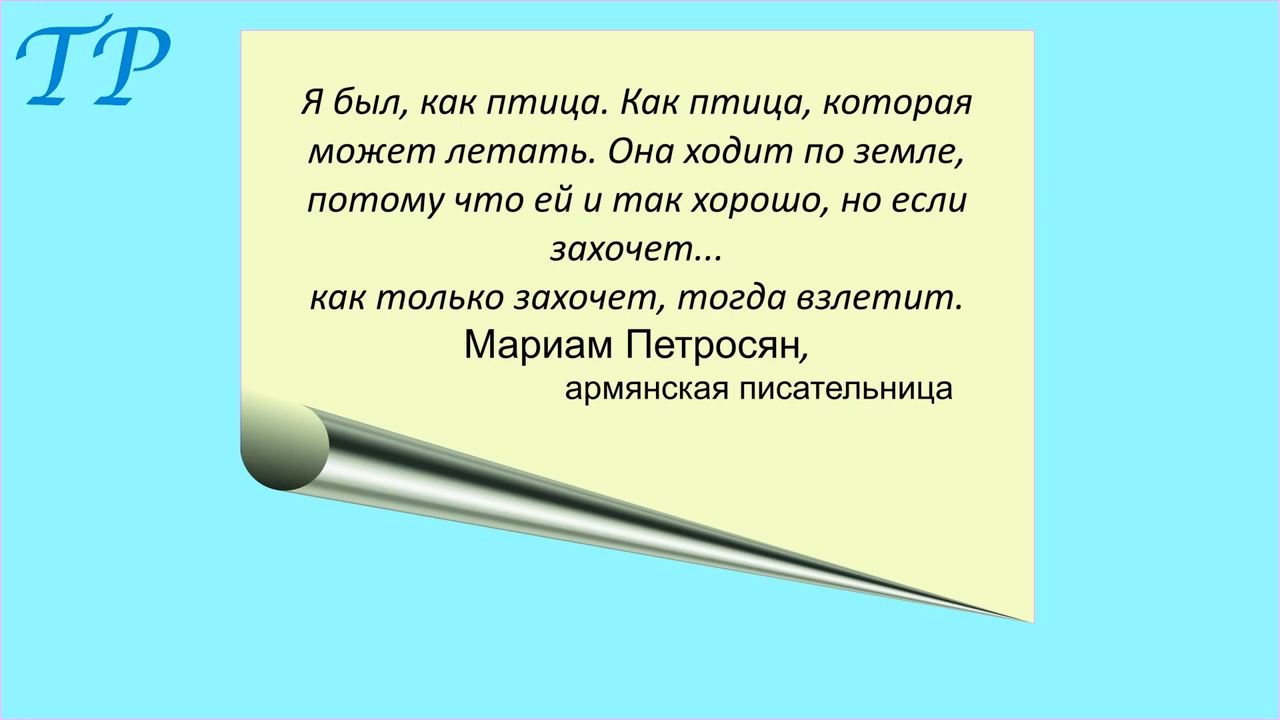 ТР
Я был, как птица. Как птица, которая
может летать. Она ходит по земле,
потому что ей и так хорошо, но если
захочет...
как только захочет, тогда взлетит.
Мариам Петросян,
армянская писательница